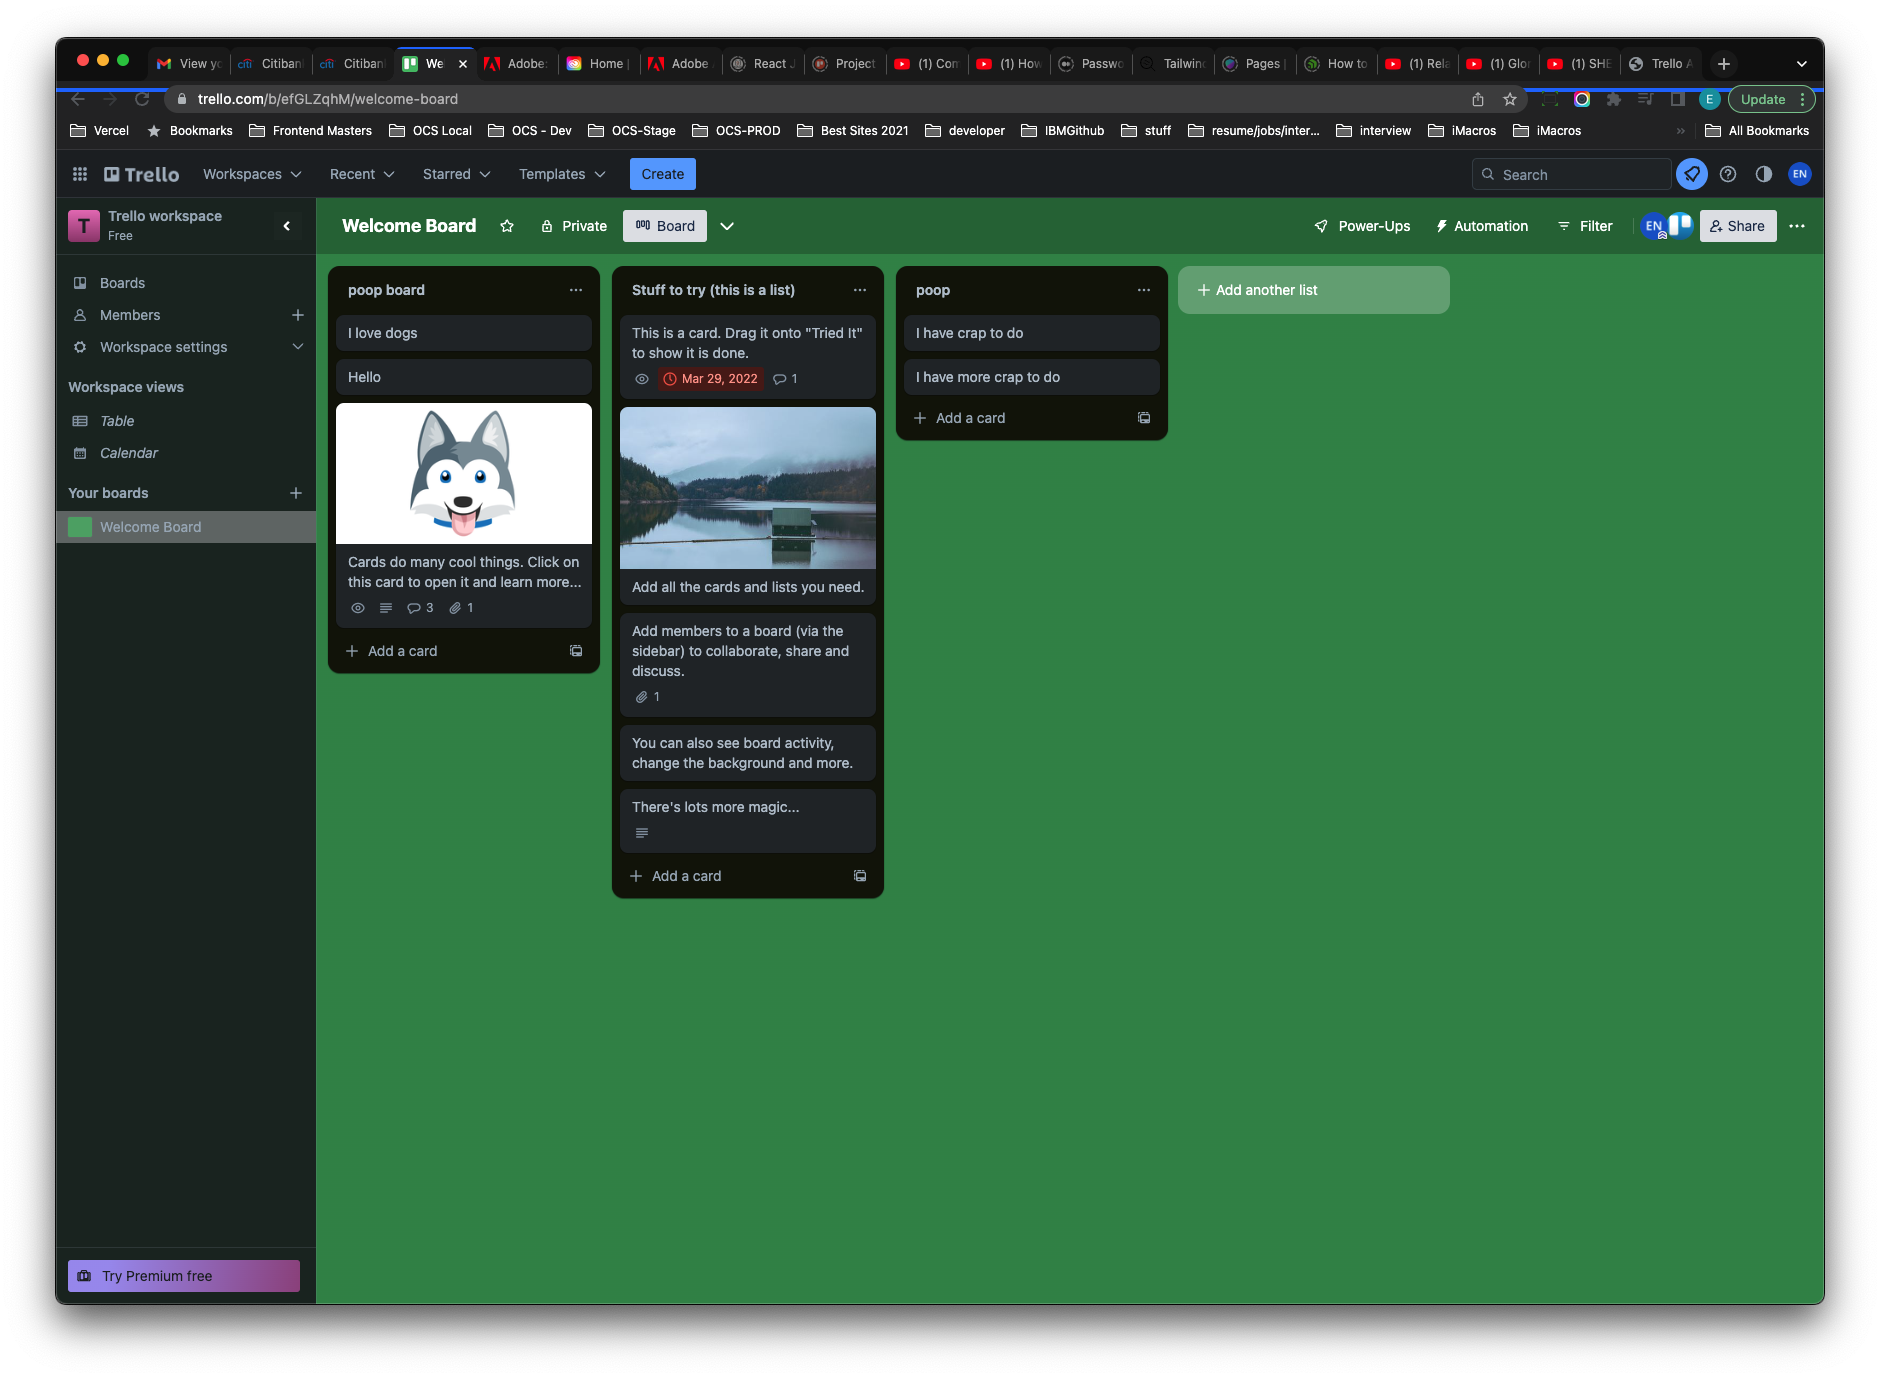 View yo
Citiban
Citiban
We
Adobe
Home
Adobe
React J
Project
(1) Con
(1) How
Passwo
Tailwin
Pages
How to
(1) Rela
(1) Glor
(1) SHE
Trello A
trello.com/b/efGLZqhM/welcome-board
E
Update
Vercel
Bookmarks
Frontend Masters
OCS Local
OCS - Dev
OCS-Stage
OCS-PROD
Best Sites 2021
developer
IBMGithub
stuff
resume/jobs/inter...
interview
iMacros
iMacros
»
All Bookmarks
Trello
Workspaces
Recent
Starred
Templates
Create
Search
EN
T
Trello workspace
Free
Welcome Board
Private
Board
Power-Ups
Automation
Filter
EN
Share
Boards
Members
Workspace settings
Workspace views
Table
Calendar
Your boards
Welcome Board
Try Premium free
poop board
I love dogs
Hello
Cards do many cool things. Click on
this card to open it and learn more...
3
1
Add a card
Stuff to try (this is a list)
This is a card. Drag it onto "Tried It"
to show it is done.
Mar 29, 2022
1
Add all the cards and lists you need.
Add members to a board (via the
sidebar) to collaborate, share and
discuss.
1
You can also see board activity,
change the background and more.
There's lots more magic...
Add a card
poop
I have crap to do
I have more crap to do
Add a card
Add another list